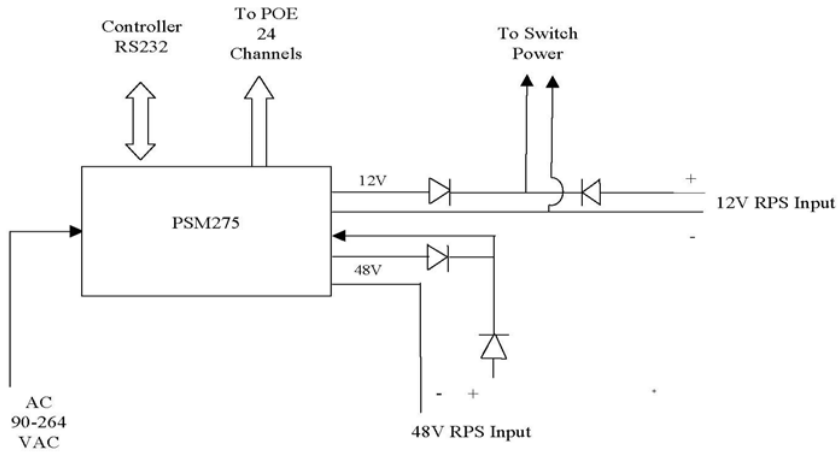 Controller
RS232
To POE
24
Channels
To Switch
Power
12V
+
12V RPS Input
-
PSM275
48V
AC
90-264
VAC
- +
48V RPS Input